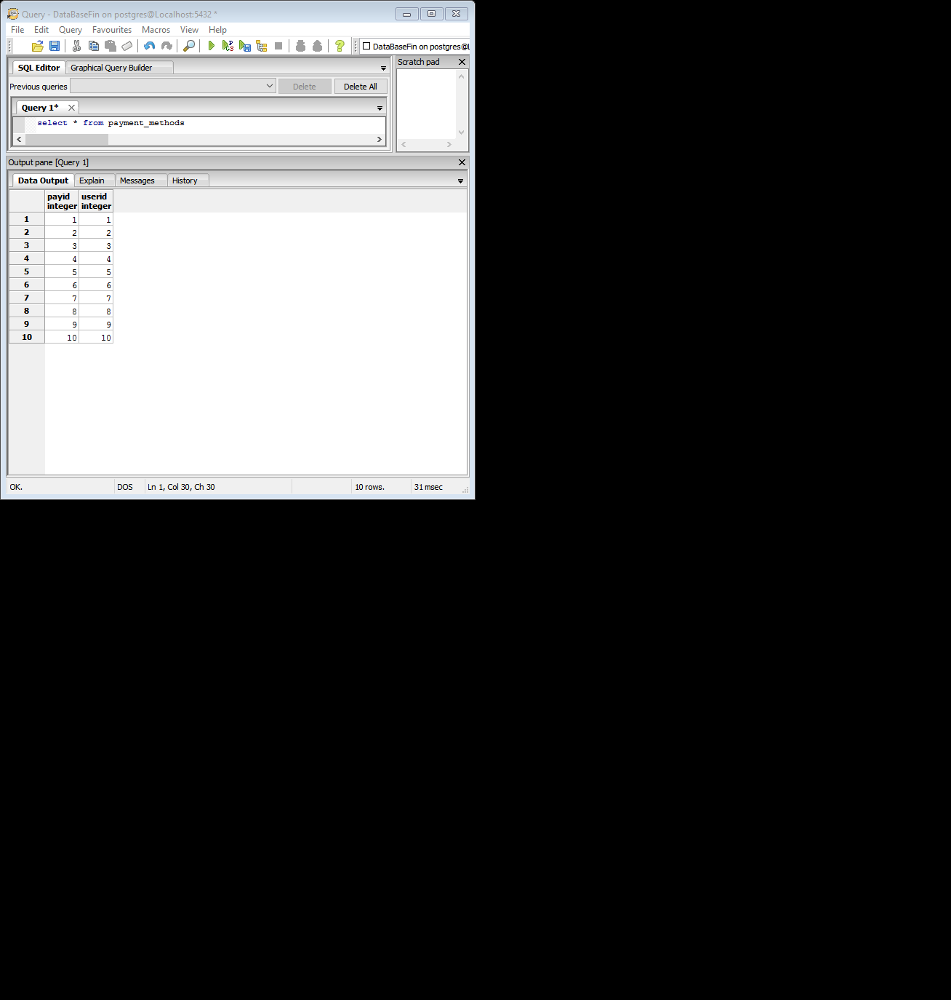 Query - DataBaseFin on postgres@Localhost:5432 *
File Edit Query Favourites Macros View Help
DataBaseFin on postgres@L
SQL Editor Graphical Query Builder
Scratch pad
Previous queries Delete Delete All
Query 1*
select * from payment_methods
Output pane [Query 1]
Data Output Explain Messages History
payid userid
integer integer
1 1 1
2 2 2
3 3 3
4 4 4
5 5 5
6 6 6
7 7 7
8 8 8
9 9 9
10 10 10
OK. DOS Ln 1, Col 30, Ch 30 10 rows. 31 msec